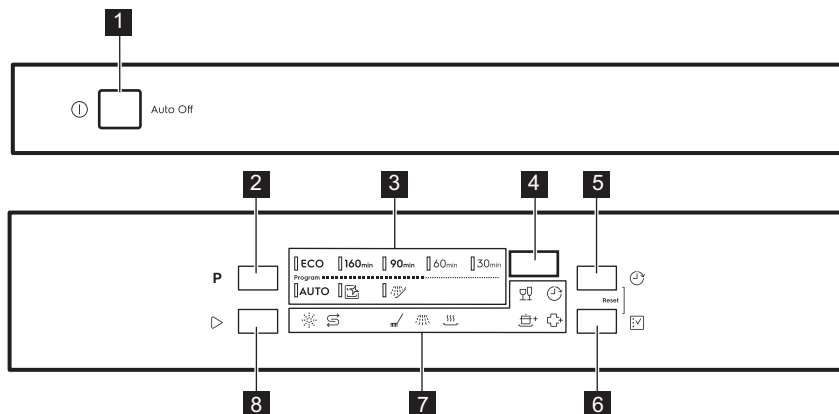 1
Auto Off
2 3 4 5
ECO 160min 90min 60min 30min
P
Program
AUTO
Reset
8 7 6